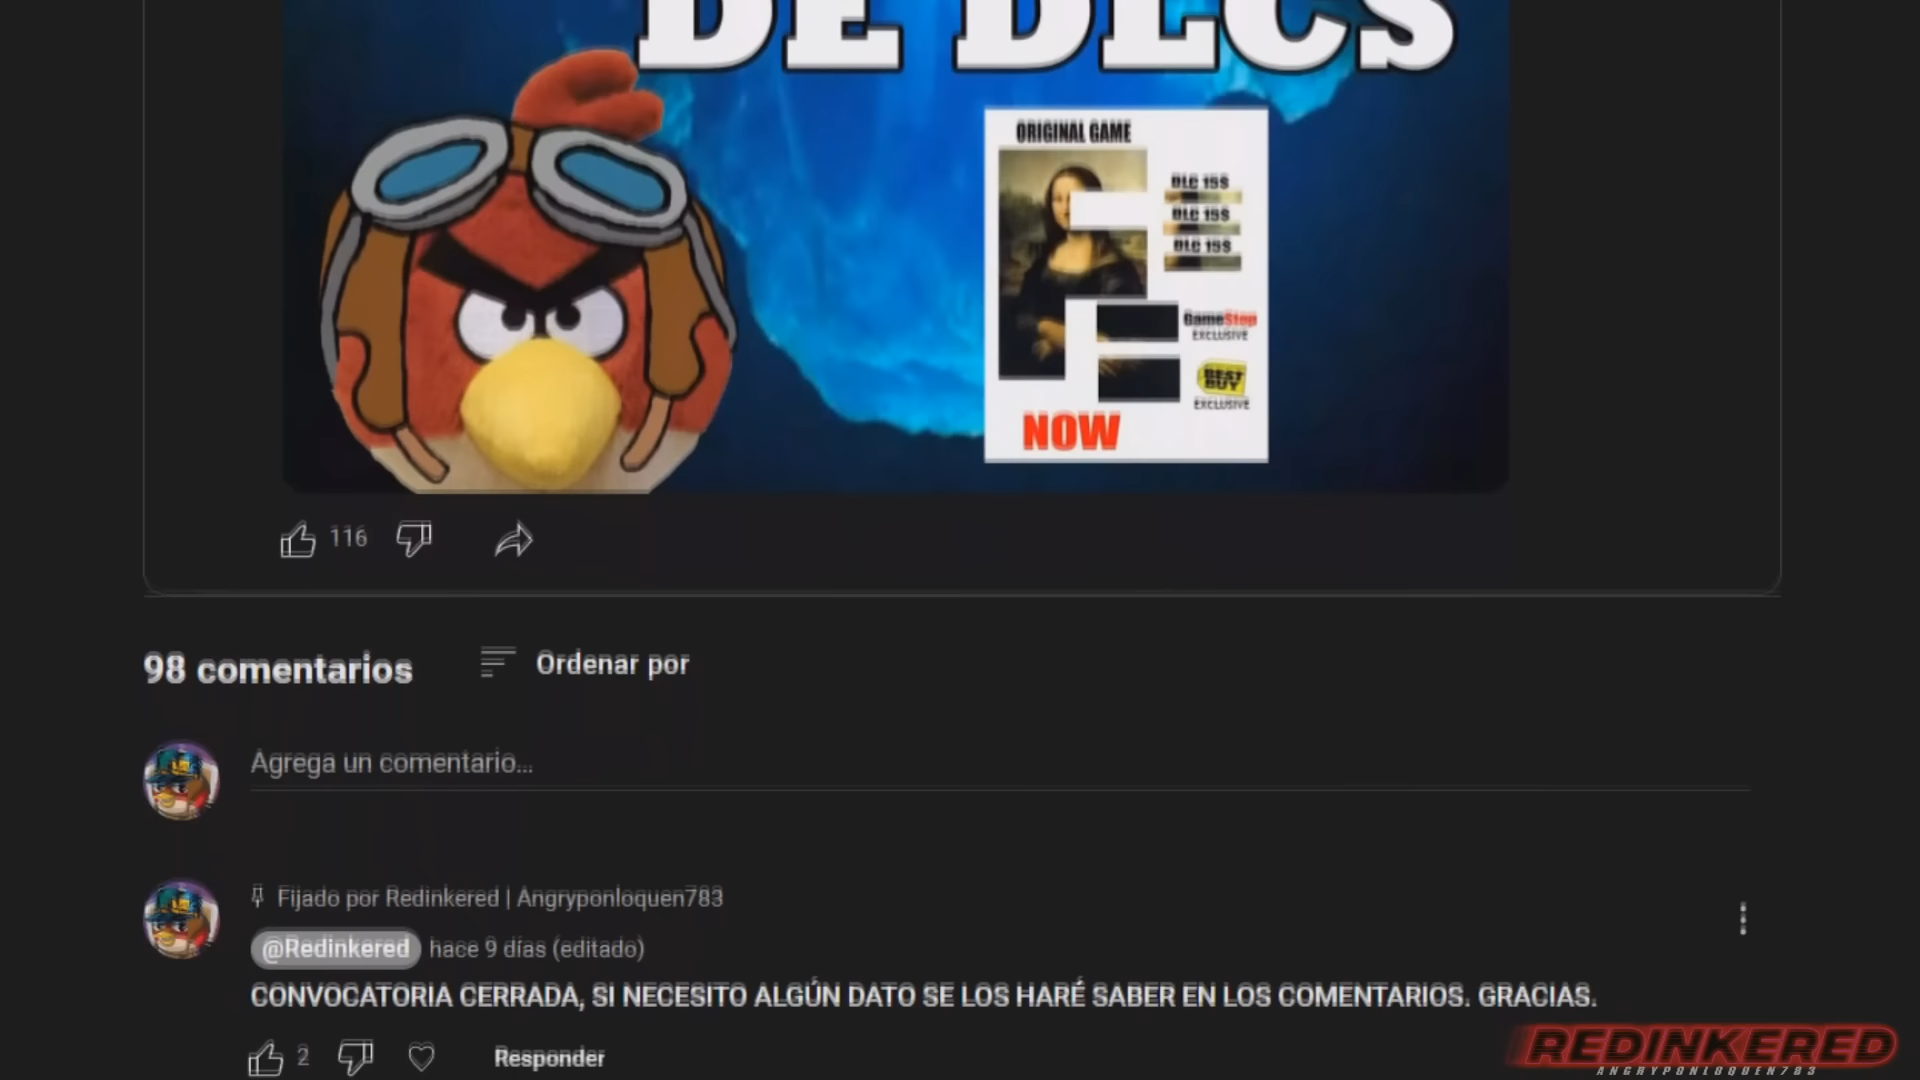 DE DLCS
ORIGINAL GAME
DLC 15$
DLC 15$
DLC 15$
GameStop
EXCLUSIVE
BEST
BUY
EXCLUSIVE
NOW
116
98 comentarios
Ordenar por
Agrega un comentario...
Fijado por Redinkered | Angryponloquen783
@Redinkered hace 9 días (editado)
CONVOCATORIA CERRADA, SI NECESITO ALGÚN DATO SE LOS HARÉ SABER EN LOS COMENTARIOS. GRACIAS.
2
Responder
REDINKERED
ANGRYPONLOQUEN783